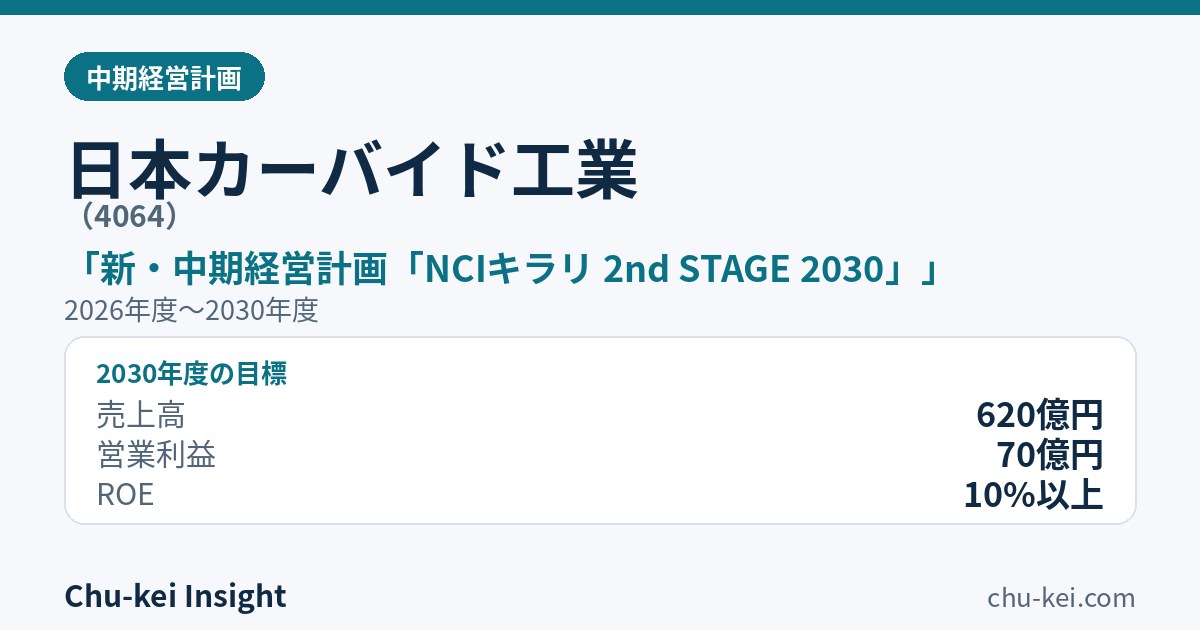 中期経営計画
日本カーバイド工業
（4064）
「新・中期経営計画「NCIキラリ 2nd STAGE 2030」」
2026年度〜2030年度
2030年度の目標
売上高 620億円
営業利益 70億円
ROE 10%以上
Chu-kei Insight chu-kei.com